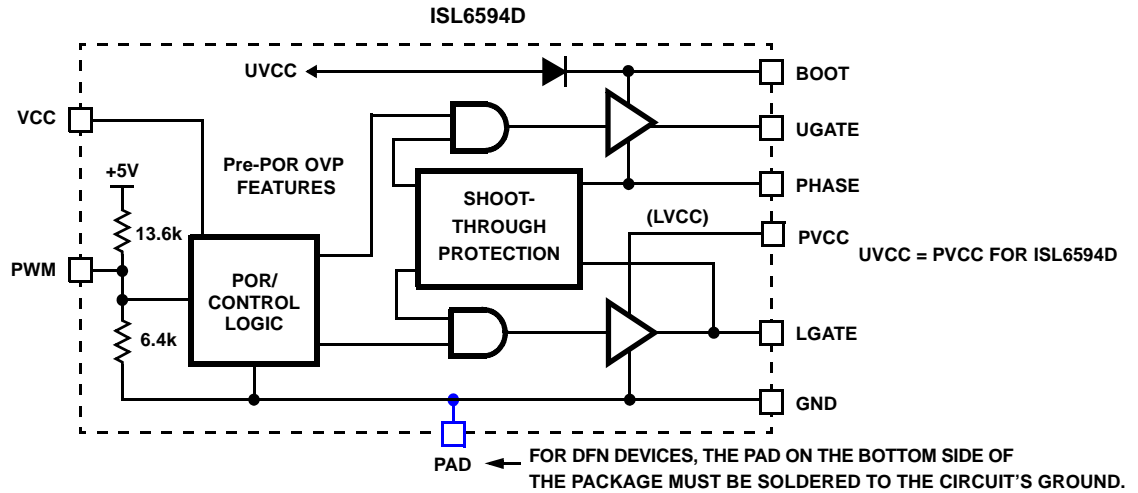 ISL6594D
UVCC
BOOT
VCC
UGATE
+5V
Pre-POR OVP
FEATURES
SHOOT-
THROUGH
PROTECTION
PHASE
(LVCC)
13.6k
PVCC
UVCC = PVCC FOR ISL6594D
PWM
POR/
CONTROL
LOGIC
6.4k
LGATE
GND
PAD
FOR DFN DEVICES, THE PAD ON THE BOTTOM SIDE OF
THE PACKAGE MUST BE SOLDERED TO THE CIRCUIT'S GROUND.